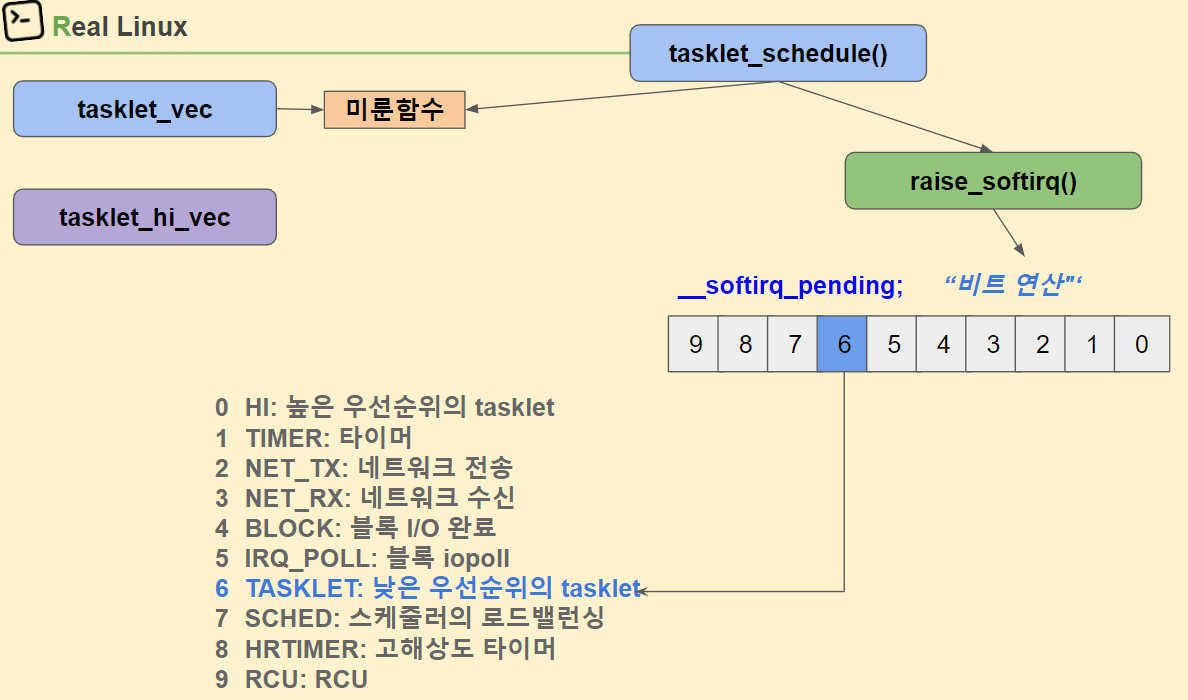 Real Linux
tasklet_schedule()
tasklet_vec
미룬함수
raise_softirq()
tasklet_hi_vec
__softirq_pending; “비트 연산"‘
9 8 7 6 5 4 3 2 1 0
0 HI: 높은 우선순위의 tasklet
1 TIMER: 타이머
2 NET_TX: 네트워크 전송
3 NET_RX: 네트워크 수신
4 BLOCK: 블록 I/O 완료
5 IRQ_POLL: 블록 iopoll
6 TASKLET: 낮은 우선순위의 tasklet
7 SCHED: 스케줄러의 로드밸런싱
8 HRTIMER: 고해상도 타이머
9 RCU: RCU